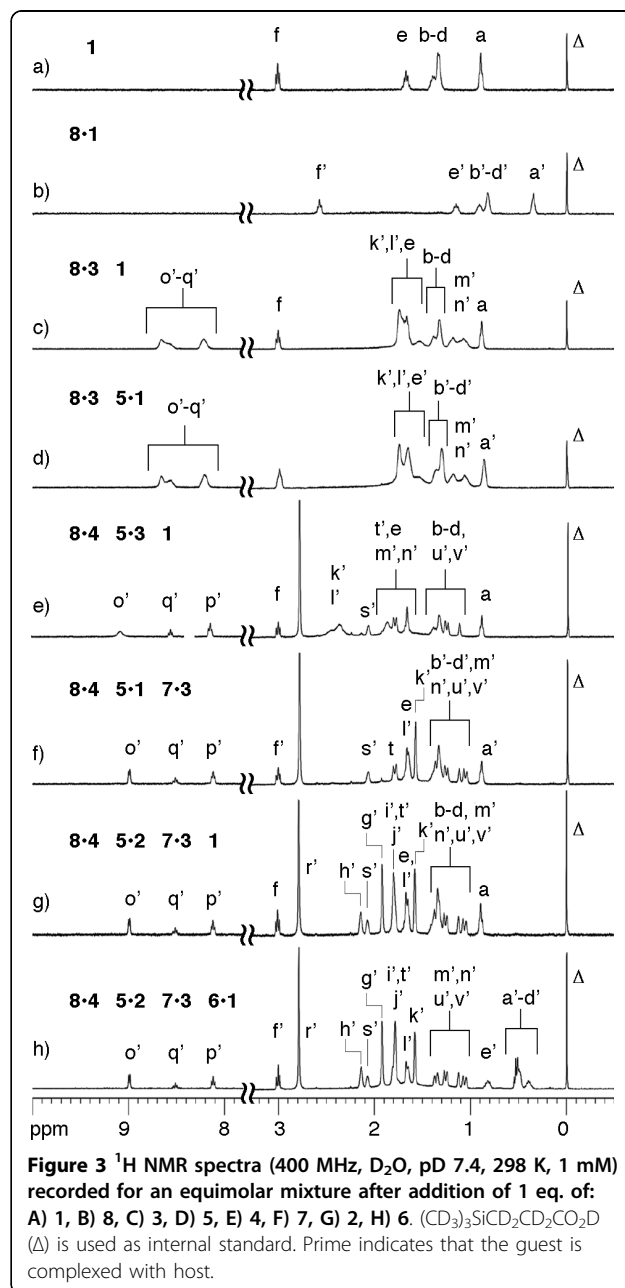 a)
1
f
e
b-d
a
Δ
b)
8•1
f'
e'
b'-d'
a'
Δ
c)
8•3 1
o'-q'
f
k',l',e
b-d
m'
n'
a
Δ
d)
8•3 5•1
o'-q'
k',l',e'
b'-d'
m'
n'
a'
Δ
e)
8•4 5•3 1
o'
q'
p'
f
k'
l'
s'
t',e
m',n'
b-d,
u',v'
a
Δ
f)
8•4 5•1 7•3
o'
q'
p'
f'
s'
t
e
l'
k'
b'-d',m'
n',u',v'
a'
Δ
g)
8•4 5•2 7•3 1
o'
q'
p'
f
r'
h'
s'
g'
i',t'
j'
e,
l'
k'
b-d, m'
n',u',v'
a
Δ
h)
8•4 5•2 7•3 6•1
o'
q'
p'
f'
r'
h'
s'
g'
i',t'
j'
l'
k'
m',n'
u',v'
e'
a'-d'
Δ
ppm 9 8 3 2 1 0
Figure 3 ¹H NMR spectra (400 MHz, D₂O, pD 7.4, 298 K, 1 mM)
recorded for an equimolar mixture after addition of 1 eq. of:
A) 1, B) 8, C) 3, D) 5, E) 4, F) 7, G) 2, H) 6. (CD₃)₃SiCD₂CD₂CO₂D
(Δ) is used as internal standard. Prime indicates that the guest is
complexed with host.